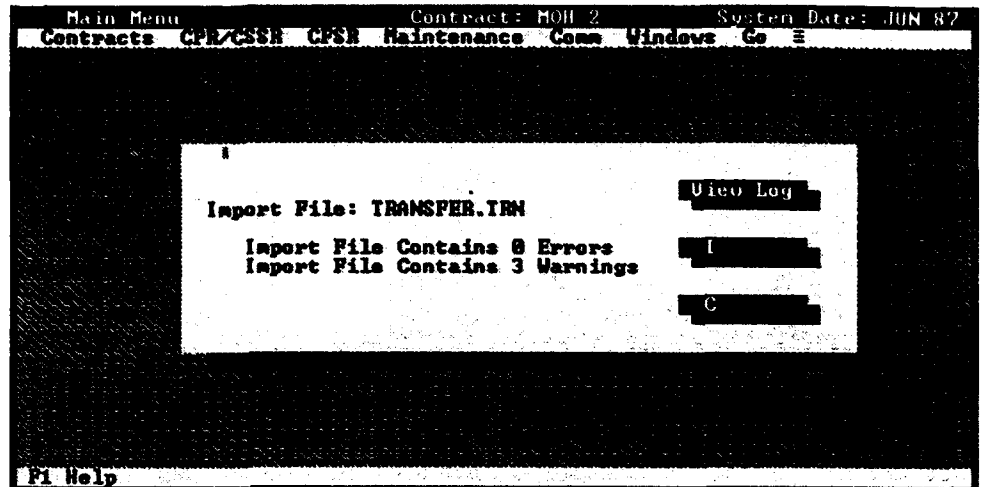 Main Menu Contract: MOH 2 System Date: JUN 87
Contracts CPR/CSSR CFSR Maintenance Comm Windows Go ≡
View Log
Import File: TRANSFER.TRN
Import File Contains 0 Errors
I
Import File Contains 3 Warnings
C
F1 Help